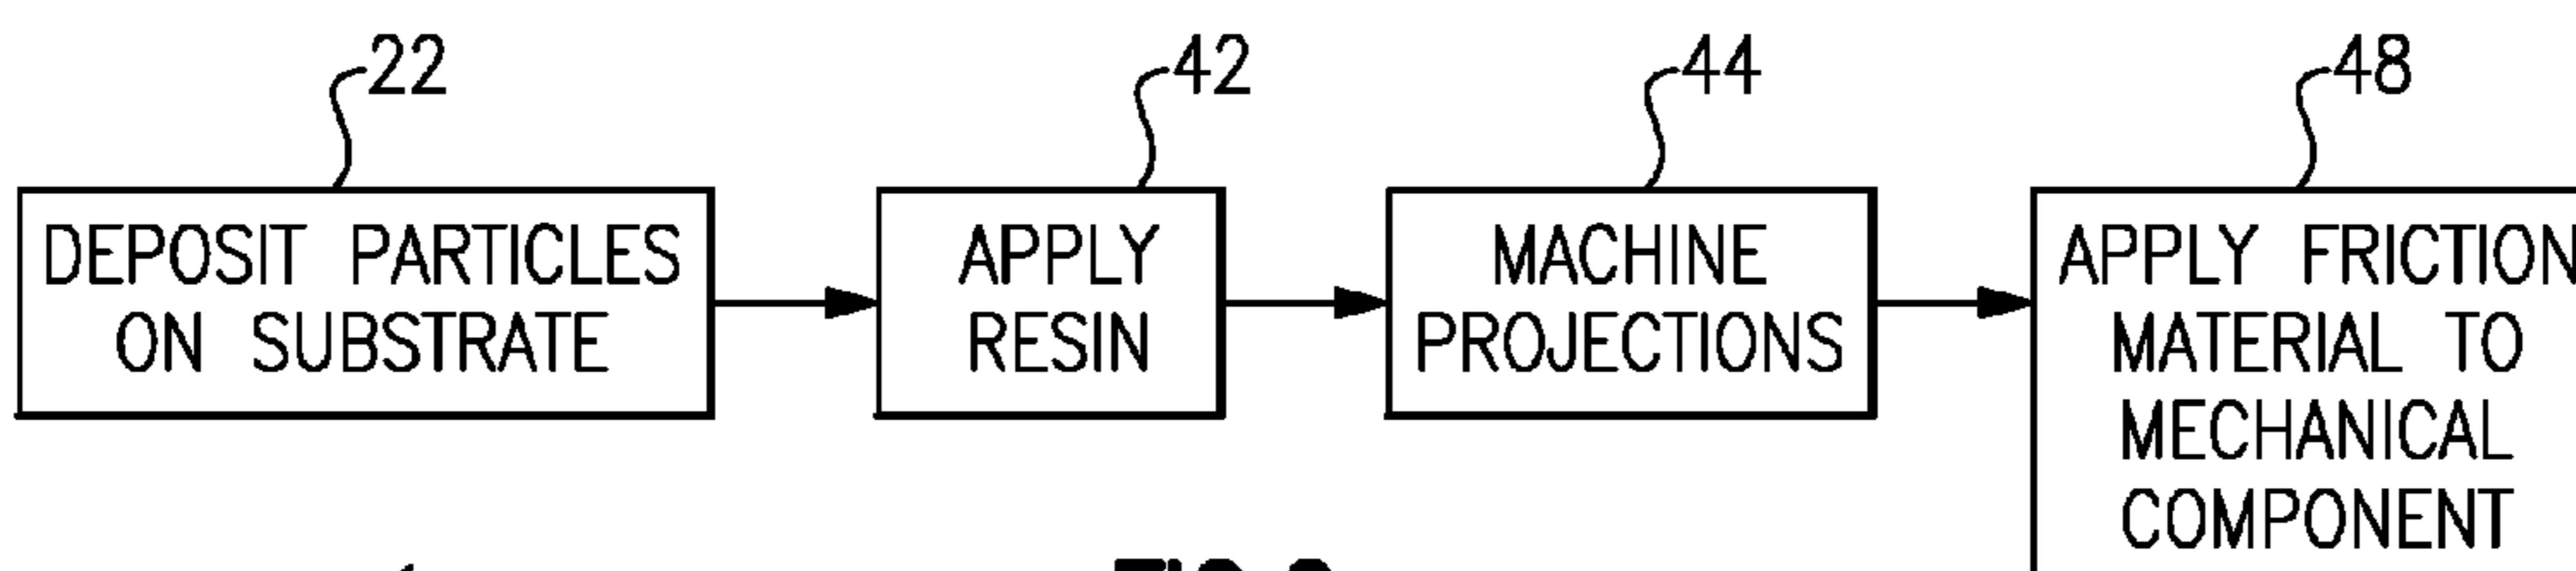 22
42
44
48
DEPOSIT PARTICLES
ON SUBSTRATE
APPLY
RESIN
MACHINE
PROJECTIONS
APPLY FRICTION
MATERIAL TO
MECHANICAL
COMPONENT